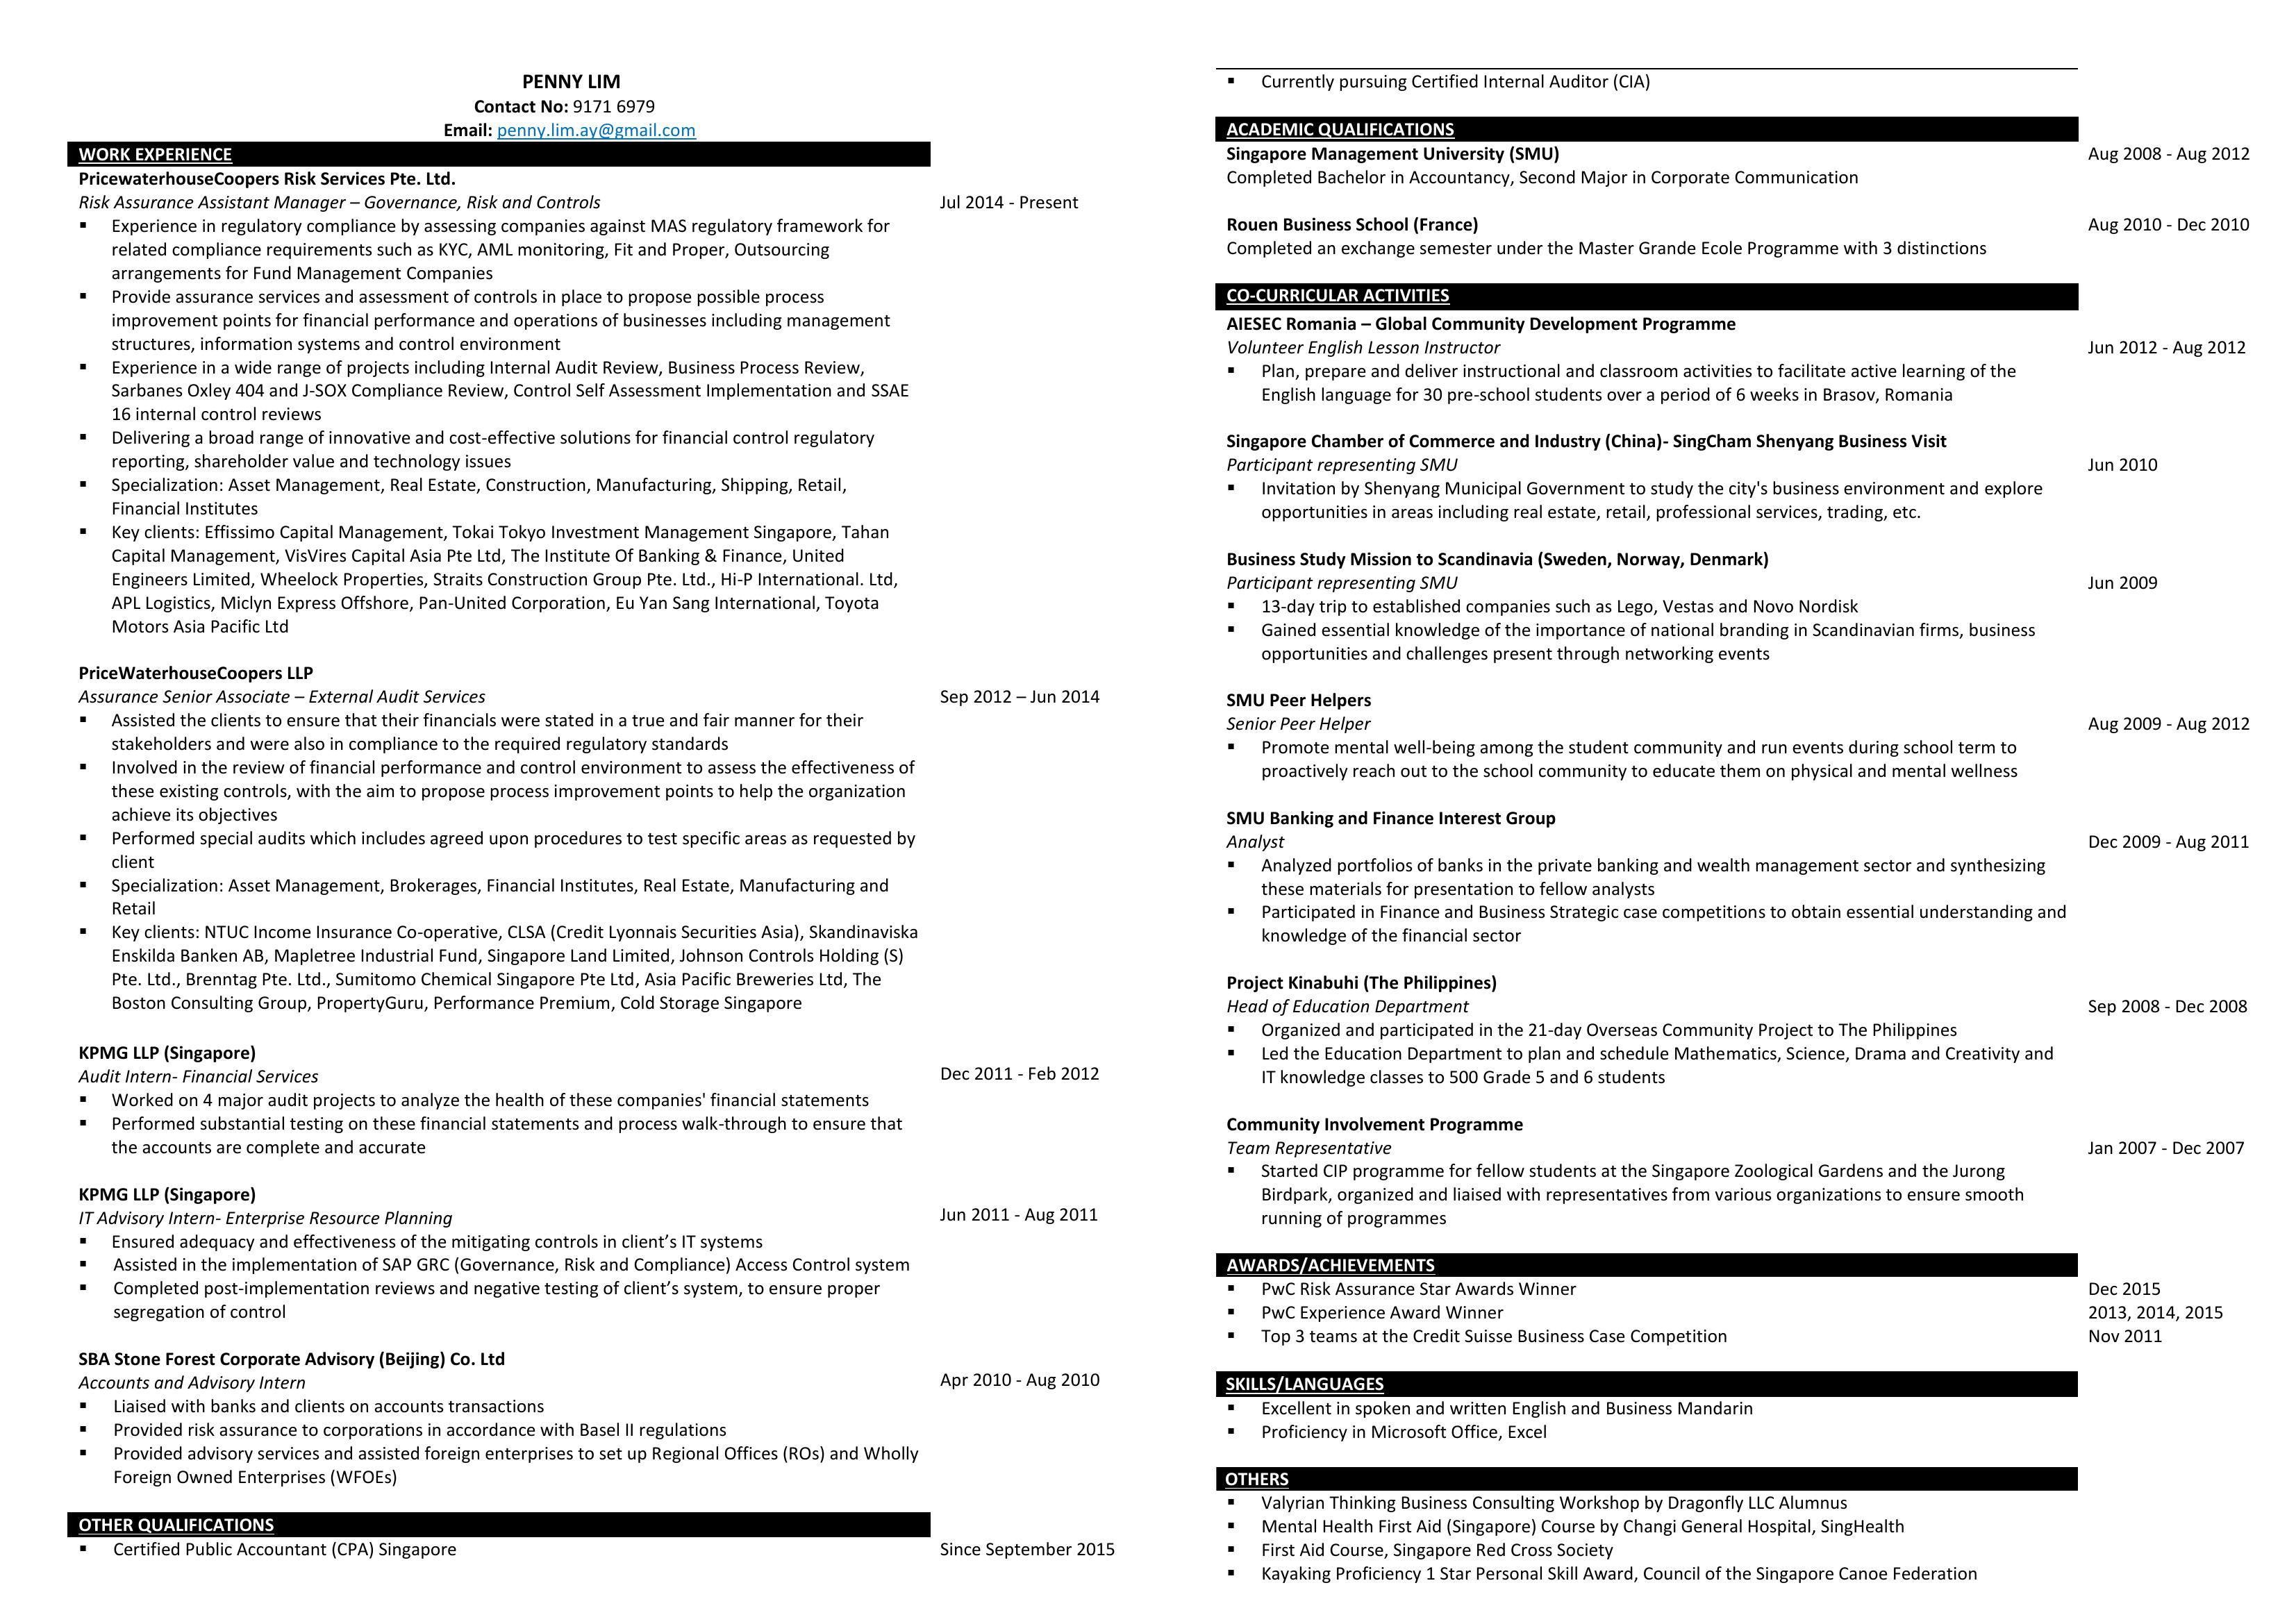 PENNY LIM
Contact No: 9171 6979
Email: penny.lim.ay@gmail.com
WORK EXPERIENCE
PricewaterhouseCoopers Risk Services Pte. Ltd.
Risk Assurance Assistant Manager – Governance, Risk and Controls Jul 2014 - Present
▪ Experience in regulatory compliance by assessing companies against MAS regulatory framework for
related compliance requirements such as KYC, AML monitoring, Fit and Proper, Outsourcing
arrangements for Fund Management Companies
▪ Provide assurance services and assessment of controls in place to propose possible process
improvement points for financial performance and operations of businesses including management
structures, information systems and control environment
▪ Experience in a wide range of projects including Internal Audit Review, Business Process Review,
Sarbanes Oxley 404 and J-SOX Compliance Review, Control Self Assessment Implementation and SSAE
16 internal control reviews
▪ Delivering a broad range of innovative and cost-effective solutions for financial control regulatory
reporting, shareholder value and technology issues
▪ Specialization: Asset Management, Real Estate, Construction, Manufacturing, Shipping, Retail,
Financial Institutes
▪ Key clients: Effissimo Capital Management, Tokai Tokyo Investment Management Singapore, Tahan
Capital Management, VisVires Capital Asia Pte Ltd, The Institute Of Banking & Finance, United
Engineers Limited, Wheelock Properties, Straits Construction Group Pte. Ltd., Hi-P International. Ltd,
APL Logistics, Miclyn Express Offshore, Pan-United Corporation, Eu Yan Sang International, Toyota
Motors Asia Pacific Ltd
PriceWaterhouseCoopers LLP
Assurance Senior Associate – External Audit Services Sep 2012 – Jun 2014
▪ Assisted the clients to ensure that their financials were stated in a true and fair manner for their
stakeholders and were also in compliance to the required regulatory standards
▪ Involved in the review of financial performance and control environment to assess the effectiveness of
these existing controls, with the aim to propose process improvement points to help the organization
achieve its objectives
▪ Performed special audits which includes agreed upon procedures to test specific areas as requested by
client
▪ Specialization: Asset Management, Brokerages, Financial Institutes, Real Estate, Manufacturing and
Retail
▪ Key clients: NTUC Income Insurance Co-operative, CLSA (Credit Lyonnais Securities Asia), Skandinaviska
Enskilda Banken AB, Mapletree Industrial Fund, Singapore Land Limited, Johnson Controls Holding (S)
Pte. Ltd., Brenntag Pte. Ltd., Sumitomo Chemical Singapore Pte Ltd, Asia Pacific Breweries Ltd, The
Boston Consulting Group, PropertyGuru, Performance Premium, Cold Storage Singapore
KPMG LLP (Singapore)
Audit Intern- Financial Services Dec 2011 - Feb 2012
▪ Worked on 4 major audit projects to analyze the health of these companies' financial statements
▪ Performed substantial testing on these financial statements and process walk-through to ensure that
the accounts are complete and accurate
KPMG LLP (Singapore)
IT Advisory Intern- Enterprise Resource Planning Jun 2011 - Aug 2011
▪ Ensured adequacy and effectiveness of the mitigating controls in client’s IT systems
▪ Assisted in the implementation of SAP GRC (Governance, Risk and Compliance) Access Control system
▪ Completed post-implementation reviews and negative testing of client’s system, to ensure proper
segregation of control
SBA Stone Forest Corporate Advisory (Beijing) Co. Ltd
Accounts and Advisory Intern Apr 2010 - Aug 2010
▪ Liaised with banks and clients on accounts transactions
▪ Provided risk assurance to corporations in accordance with Basel II regulations
▪ Provided advisory services and assisted foreign enterprises to set up Regional Offices (ROs) and Wholly
Foreign Owned Enterprises (WFOEs)
OTHER QUALIFICATIONS
▪ Certified Public Accountant (CPA) Singapore Since September 2015
▪ Currently pursuing Certified Internal Auditor (CIA)
ACADEMIC QUALIFICATIONS
Singapore Management University (SMU) Aug 2008 - Aug 2012
Completed Bachelor in Accountancy, Second Major in Corporate Communication
Rouen Business School (France) Aug 2010 - Dec 2010
Completed an exchange semester under the Master Grande Ecole Programme with 3 distinctions
CO-CURRICULAR ACTIVITIES
AIESEC Romania – Global Community Development Programme
Volunteer English Lesson Instructor Jun 2012 - Aug 2012
▪ Plan, prepare and deliver instructional and classroom activities to facilitate active learning of the
English language for 30 pre-school students over a period of 6 weeks in Brasov, Romania
Singapore Chamber of Commerce and Industry (China)- SingCham Shenyang Business Visit
Participant representing SMU Jun 2010
▪ Invitation by Shenyang Municipal Government to study the city's business environment and explore
opportunities in areas including real estate, retail, professional services, trading, etc.
Business Study Mission to Scandinavia (Sweden, Norway, Denmark)
Participant representing SMU Jun 2009
▪ 13-day trip to established companies such as Lego, Vestas and Novo Nordisk
▪ Gained essential knowledge of the importance of national branding in Scandinavian firms, business
opportunities and challenges present through networking events
SMU Peer Helpers
Senior Peer Helper Aug 2009 - Aug 2012
▪ Promote mental well-being among the student community and run events during school term to
proactively reach out to the school community to educate them on physical and mental wellness
SMU Banking and Finance Interest Group
Analyst Dec 2009 - Aug 2011
▪ Analyzed portfolios of banks in the private banking and wealth management sector and synthesizing
these materials for presentation to fellow analysts
▪ Participated in Finance and Business Strategic case competitions to obtain essential understanding and
knowledge of the financial sector
Project Kinabuhi (The Philippines)
Head of Education Department Sep 2008 - Dec 2008
▪ Organized and participated in the 21-day Overseas Community Project to The Philippines
▪ Led the Education Department to plan and schedule Mathematics, Science, Drama and Creativity and
IT knowledge classes to 500 Grade 5 and 6 students
Community Involvement Programme
Team Representative Jan 2007 - Dec 2007
▪ Started CIP programme for fellow students at the Singapore Zoological Gardens and the Jurong
Birdpark, organized and liaised with representatives from various organizations to ensure smooth
running of programmes
AWARDS/ACHIEVEMENTS
▪ PwC Risk Assurance Star Awards Winner Dec 2015
▪ PwC Experience Award Winner 2013, 2014, 2015
▪ Top 3 teams at the Credit Suisse Business Case Competition Nov 2011
SKILLS/LANGUAGES
▪ Excellent in spoken and written English and Business Mandarin
▪ Proficiency in Microsoft Office, Excel
OTHERS
▪ Valyrian Thinking Business Consulting Workshop by Dragonfly LLC Alumnus
▪ Mental Health First Aid (Singapore) Course by Changi General Hospital, SingHealth
▪ First Aid Course, Singapore Red Cross Society
▪ Kayaking Proficiency 1 Star Personal Skill Award, Council of the Singapore Canoe Federation